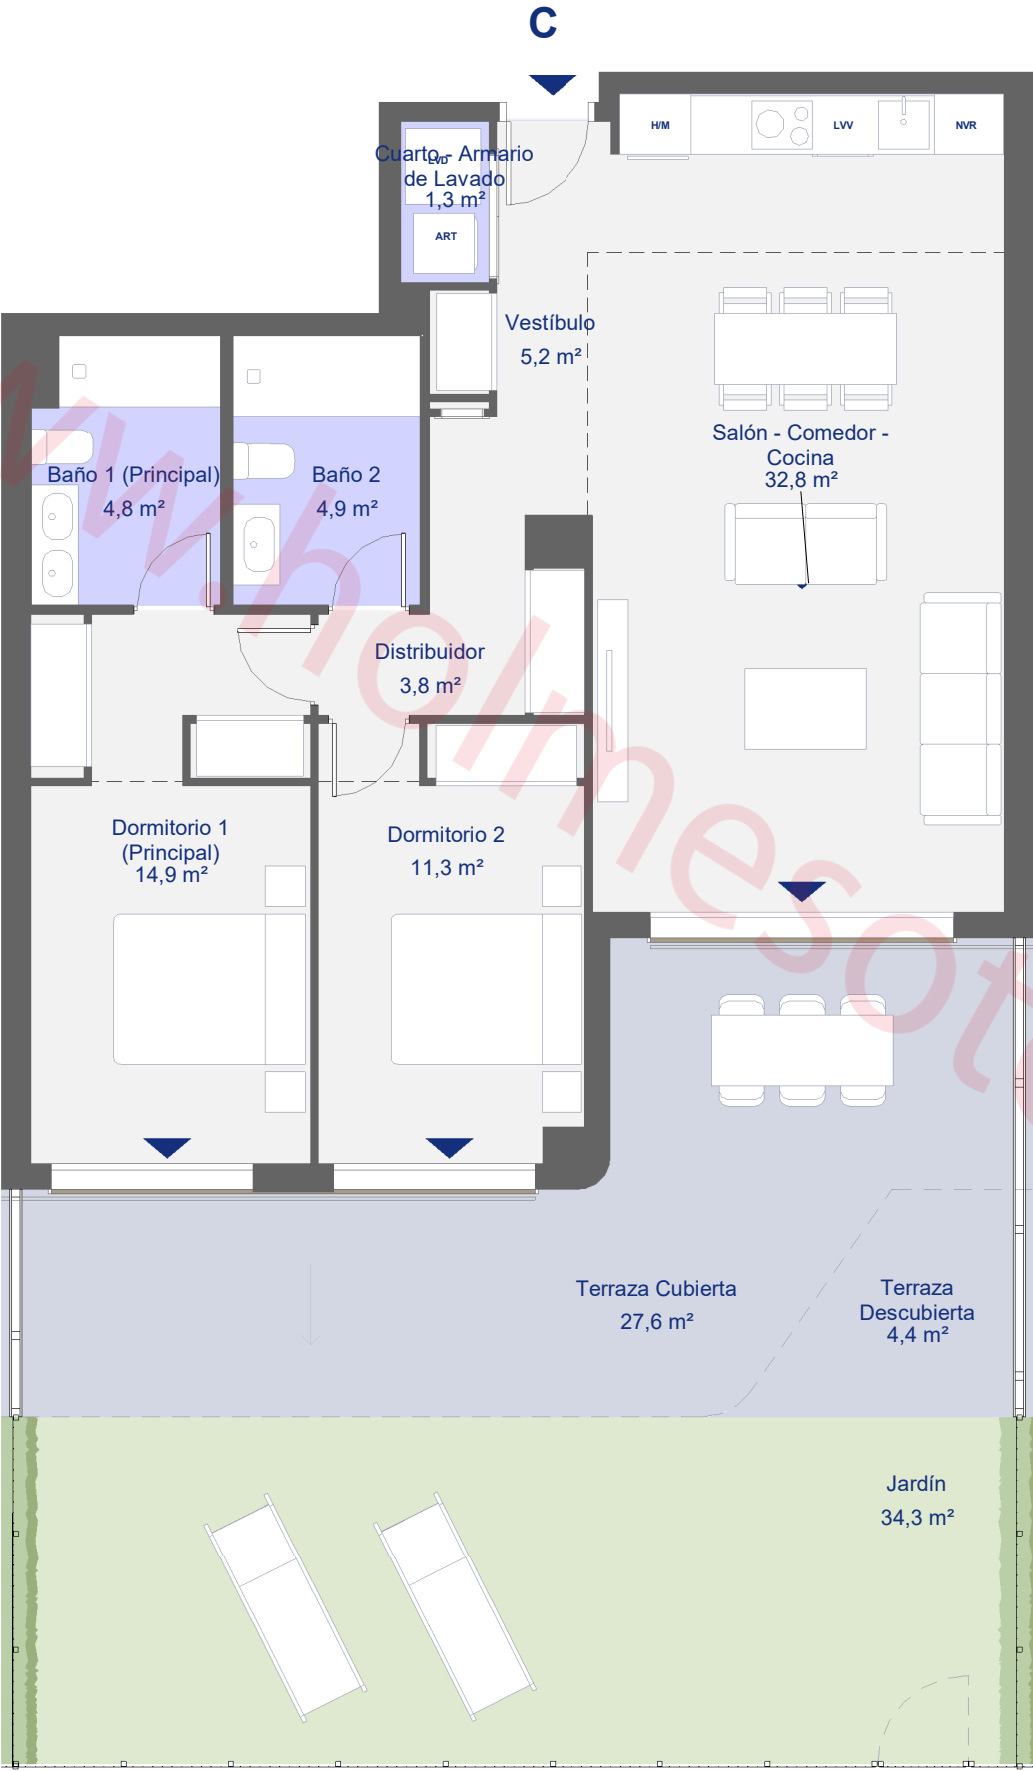 C
H/M
LVV
NVR
Cuarto - Armario
LVD
de Lavado
1,3 m²
ART
Vestíbulo
5,2 m²
Salón - Comedor -
Cocina
32,8 m²
Baño 1 (Principal)
4,8 m²
Baño 2
4,9 m²
Distribuidor
3,8 m²
Dormitorio 1
(Principal)
14,9 m²
Dormitorio 2
11,3 m²
Terraza Cubierta
27,6 m²
Terraza
Descubierta
4,4 m²
Jardín
34,3 m²
w.holmesot